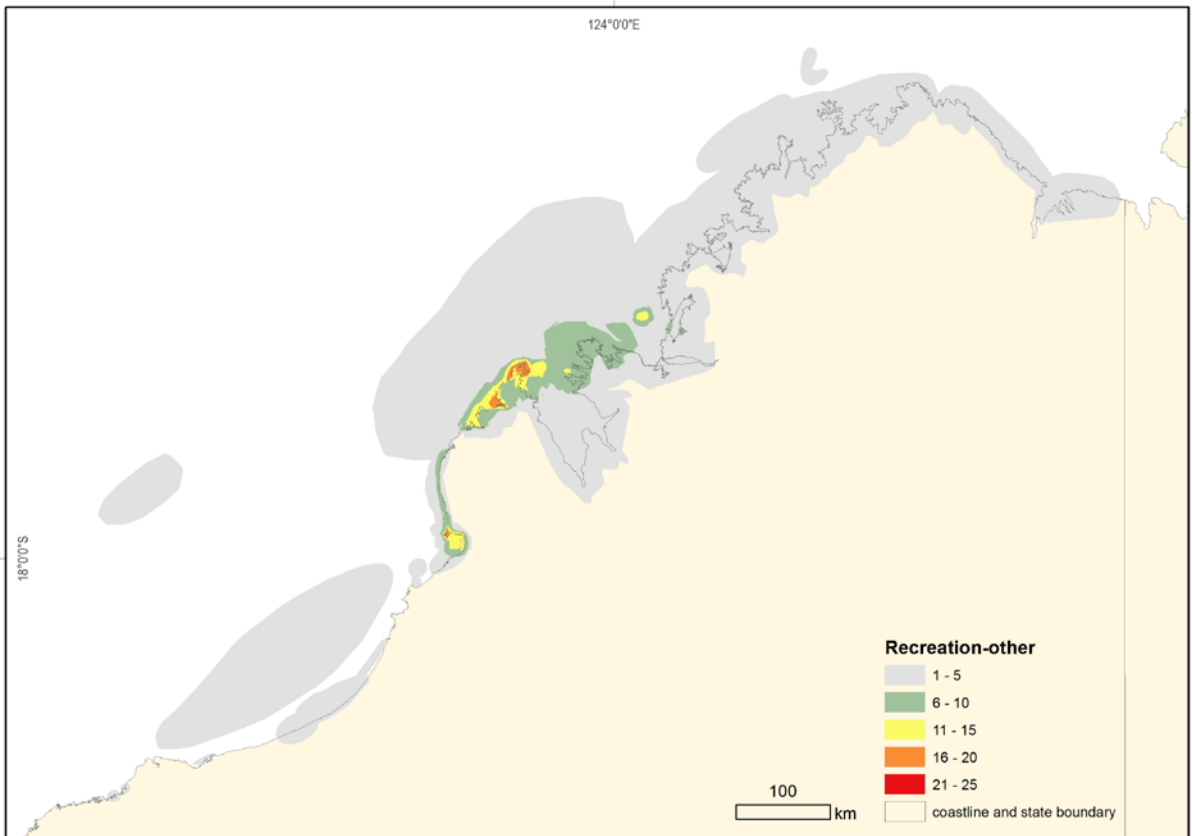 124°0'0"E
18°0'0"S
Recreation-other
1 - 5
6 - 10
11 - 15
16 - 20
21 - 25
coastline and state boundary
100
km